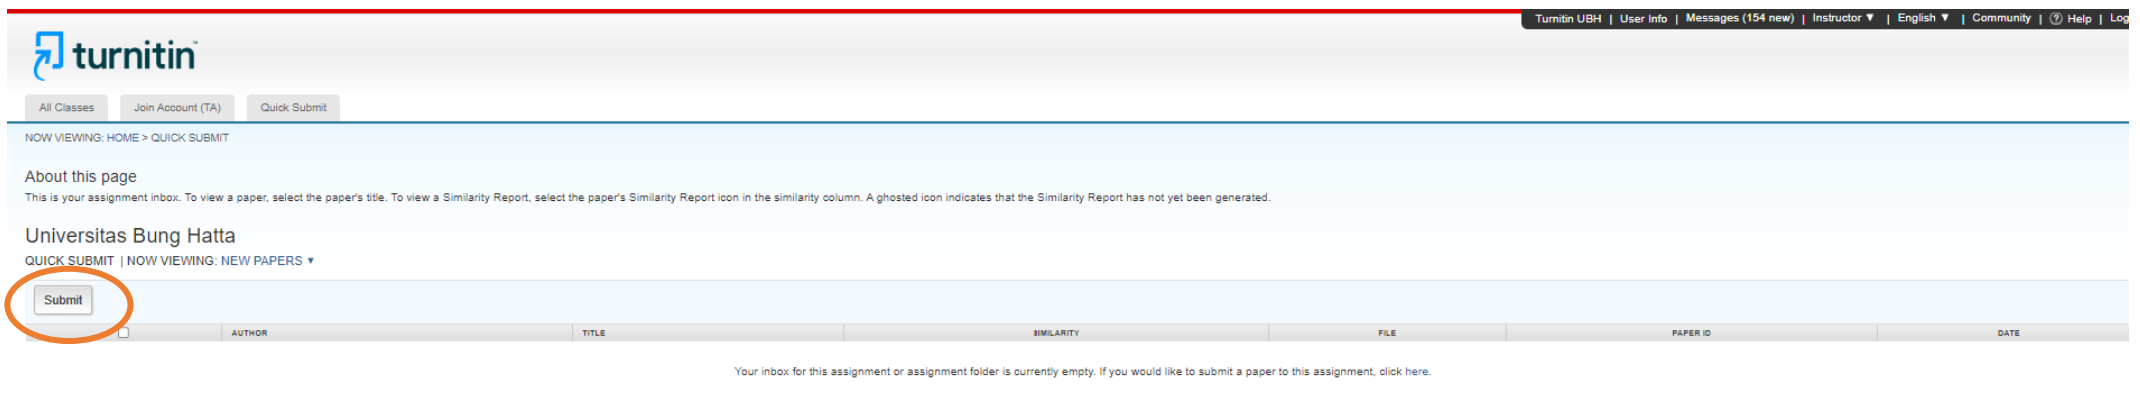 Turnitin UBH | User Info | Messages (154 new) | Instructor ▼ | English ▼ | Community | ? Help | Log
turnitin
All Classes Join Account (TA) Quick Submit
NOW VIEWING: HOME > QUICK SUBMIT
About this page
This is your assignment inbox. To view a paper, select the paper's title. To view a Similarity Report, select the paper's Similarity Report icon in the similarity column. A ghosted icon indicates that the Similarity Report has not yet been generated.
Universitas Bung Hatta
QUICK SUBMIT | NOW VIEWING: NEW PAPERS ▼
Submit
AUTHOR TITLE SIMILARITY FILE PAPER ID DATE
Your inbox for this assignment or assignment folder is currently empty. If you would like to submit a paper to this assignment, click here.